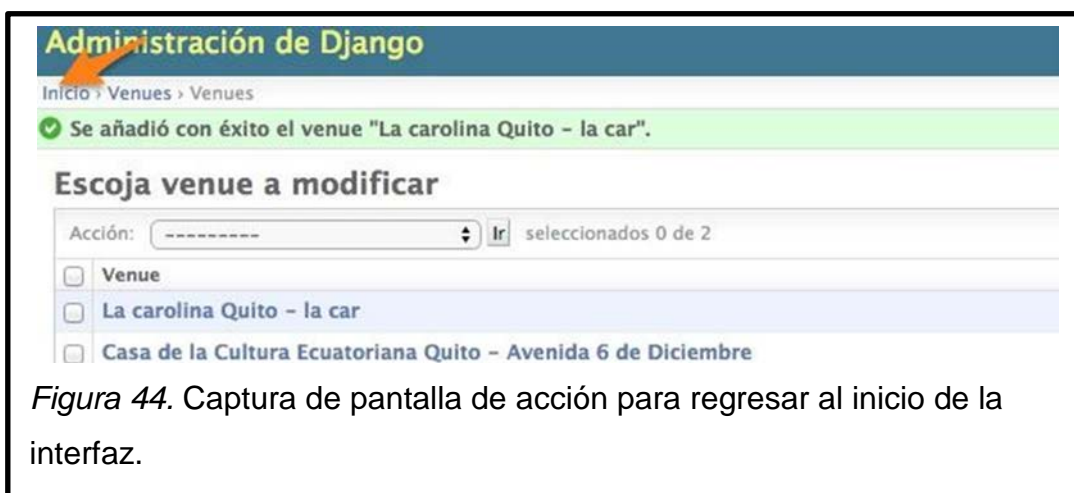 Administración de Django
Inicio › Venues › Venues
Se añadió con éxito el venue "La carolina Quito – la car".
Escoja venue a modificar
Acción: --------- Ir seleccionados 0 de 2
Venue
La carolina Quito – la car
Casa de la Cultura Ecuatoriana Quito – Avenida 6 de Diciembre
Figura 44. Captura de pantalla de acción para regresar al inicio de la
interfaz.